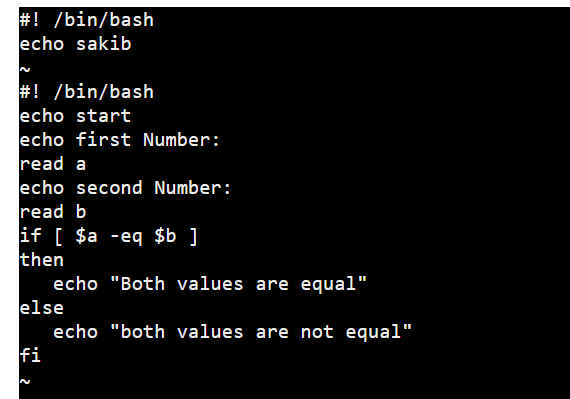 #! /bin/bash
echo sakib
~
#! /bin/bash
echo start
echo first Number:
read a
echo second Number:
read b
if [ $a -eq $b ]
then
   echo "Both values are equal"
else
   echo "both values are not equal"
fi
~